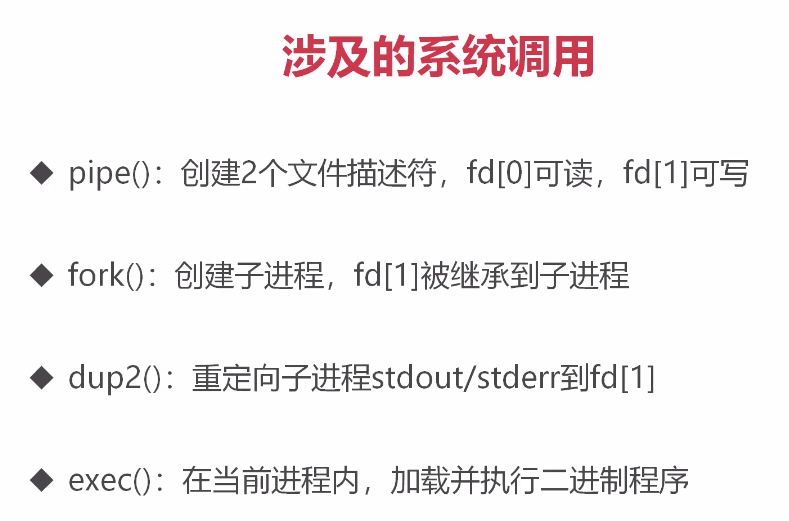 涉及的系统调用
◆ pipe()：创建2个文件描述符，fd[0]可读，fd[1]可写
◆ fork()：创建子进程，fd[1]被继承到子进程
◆ dup2()：重定向子进程stdout/stderr到fd[1]
◆ exec()：在当前进程内，加载并执行二进制程序